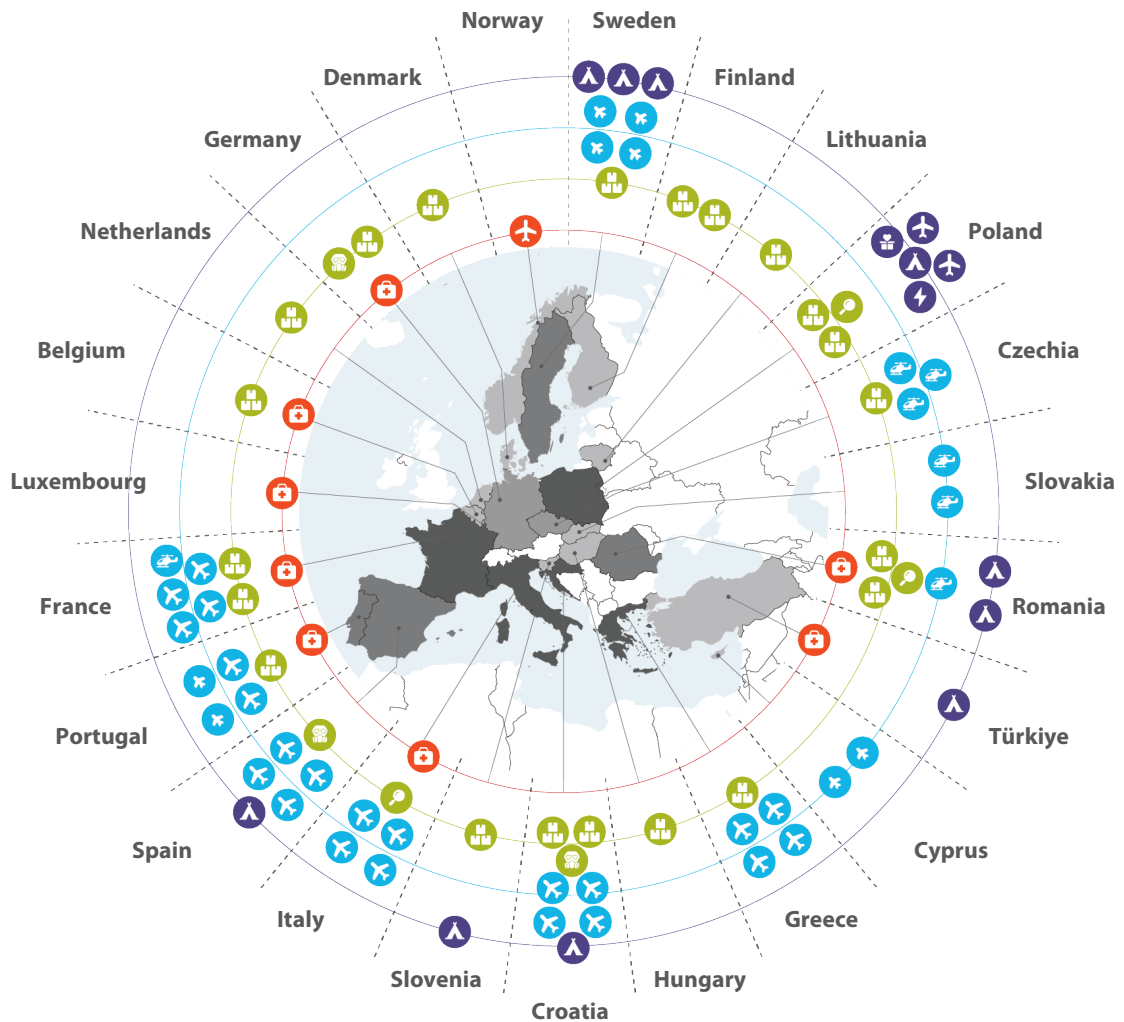 Norway
Sweden
Denmark
Finland
Germany
Lithuania
Netherlands
Poland
Belgium
Czechia
Luxembourg
Slovakia
France
Romania
Portugal
Türkiye
Spain
Cyprus
Italy
Greece
Slovenia
Hungary
Croatia